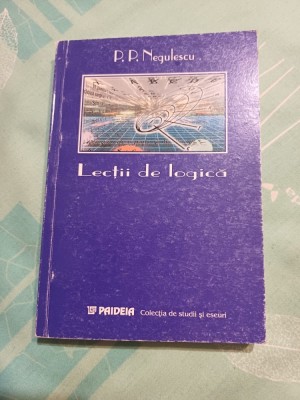 P. P. Negulescu
Lecții de logică
PAIDEIA Colecția de studii și eseuri